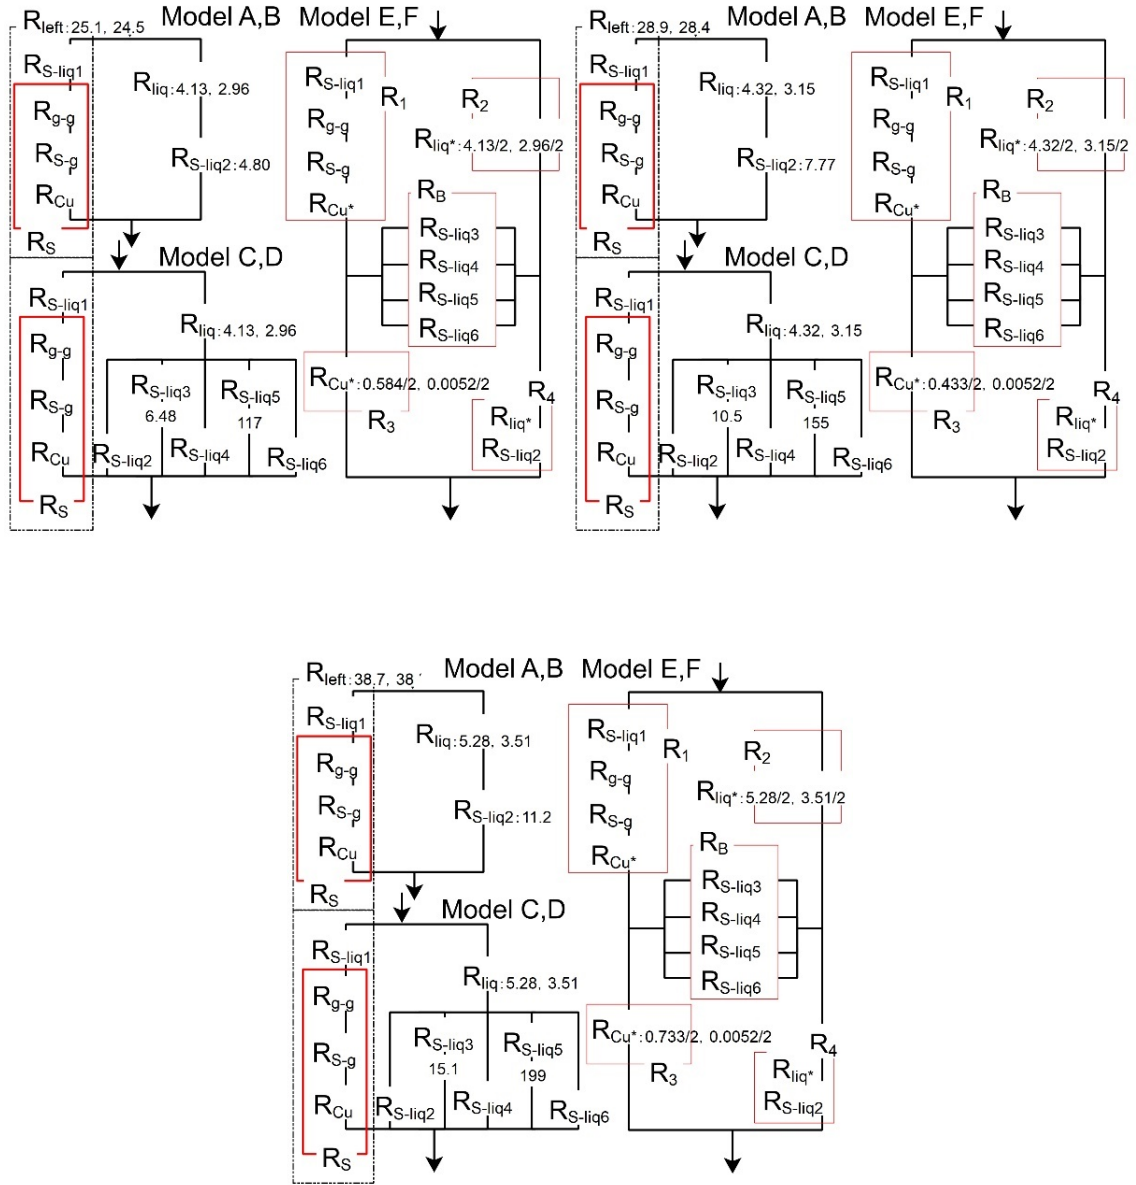 Rleft:25.1, 24.5
Model A,B
Model E,F
RS-liq1
Rg-g
RS-g
RCu
RS
Rliq:4.13, 2.96
RS-liq2:4.80
RS-liq1
Rg-g
RS-g
RCu*
R1
R2
Rliq*:4.13/2, 2.96/2
RB
RS-liq3
RS-liq4
RS-liq5
RS-liq6
RCu*:0.584/2, 0.0052/2
R3
R4
Rliq*
RS-liq2
Model C,D
RS-liq1
Rg-g
RS-g
RCu
RS
Rliq:4.13, 2.96
RS-liq3
6.48
RS-liq5
117
RS-liq2
RS-liq4
RS-liq6
Rleft:28.9, 28.4
Model A,B
Model E,F
RS-liq1
Rg-g
RS-g
RCu
RS
Rliq:4.32, 3.15
RS-liq2:7.77
RS-liq1
Rg-g
RS-g
RCu*
R1
R2
Rliq*:4.32/2, 3.15/2
RB
RS-liq3
RS-liq4
RS-liq5
RS-liq6
RCu*:0.433/2, 0.0052/2
R3
R4
Rliq*
RS-liq2
Model C,D
RS-liq1
Rg-g
RS-g
RCu
RS
Rliq:4.32, 3.15
RS-liq3
10.5
RS-liq5
155
RS-liq2
RS-liq4
RS-liq6
Rleft:38.7,
Model A,B
Model E,F
RS-liq1
Rg-g
RS-g
RCu
RS
Rliq:5.28, 3.51
RS-liq2:11.2
RS-liq1
Rg-g
RS-g
RCu*
R1
R2
Rliq*:5.28/2, 3.51/2
RB
RS-liq3
RS-liq4
RS-liq5
RS-liq6
RCu*:0.733/2, 0.0052/2
R3
R4
Rliq*
RS-liq2
Model C,D
RS-liq1
Rg-g
RS-g
RCu
RS
Rliq:5.28, 3.51
RS-liq3
15.1
RS-liq5
199
RS-liq2
RS-liq4
RS-liq6